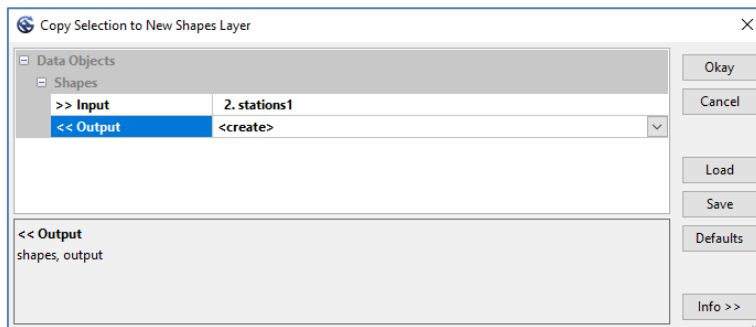 Copy Selection to New Shapes Layer
Data Objects
Shapes
>> Input 2. stations1
<< Output <create>
<< Output
shapes, output
Okay
Cancel
Load
Save
Defaults
Info >>